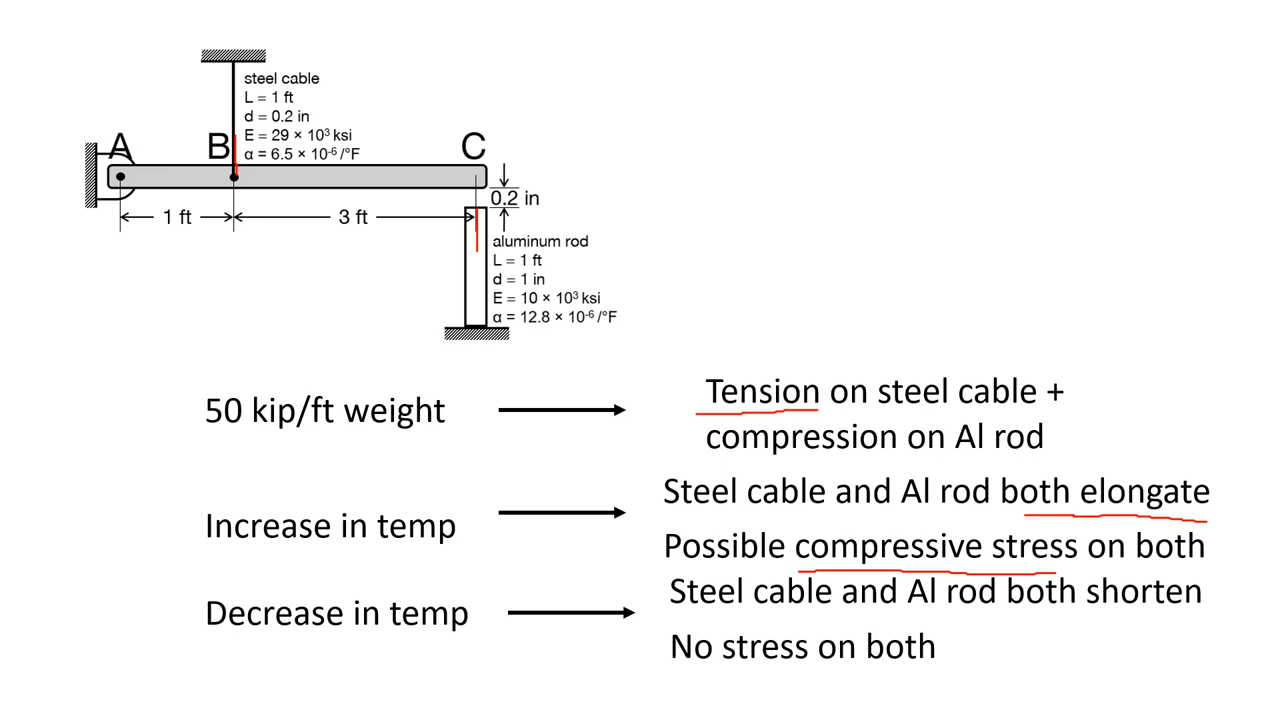 steel cable
L = 1 ft
d = 0.2 in
E = 29 × 10³ ksi
α = 6.5 × 10⁻⁶ /°F
A B C
0.2 in
1 ft 3 ft
aluminum rod
L = 1 ft
d = 1 in
E = 10 × 10³ ksi
α = 12.8 × 10⁻⁶ /°F
50 kip/ft weight
Tension on steel cable +
compression on Al rod
Increase in temp
Steel cable and Al rod both elongate
Possible compressive stress on both
Decrease in temp
Steel cable and Al rod both shorten
No stress on both